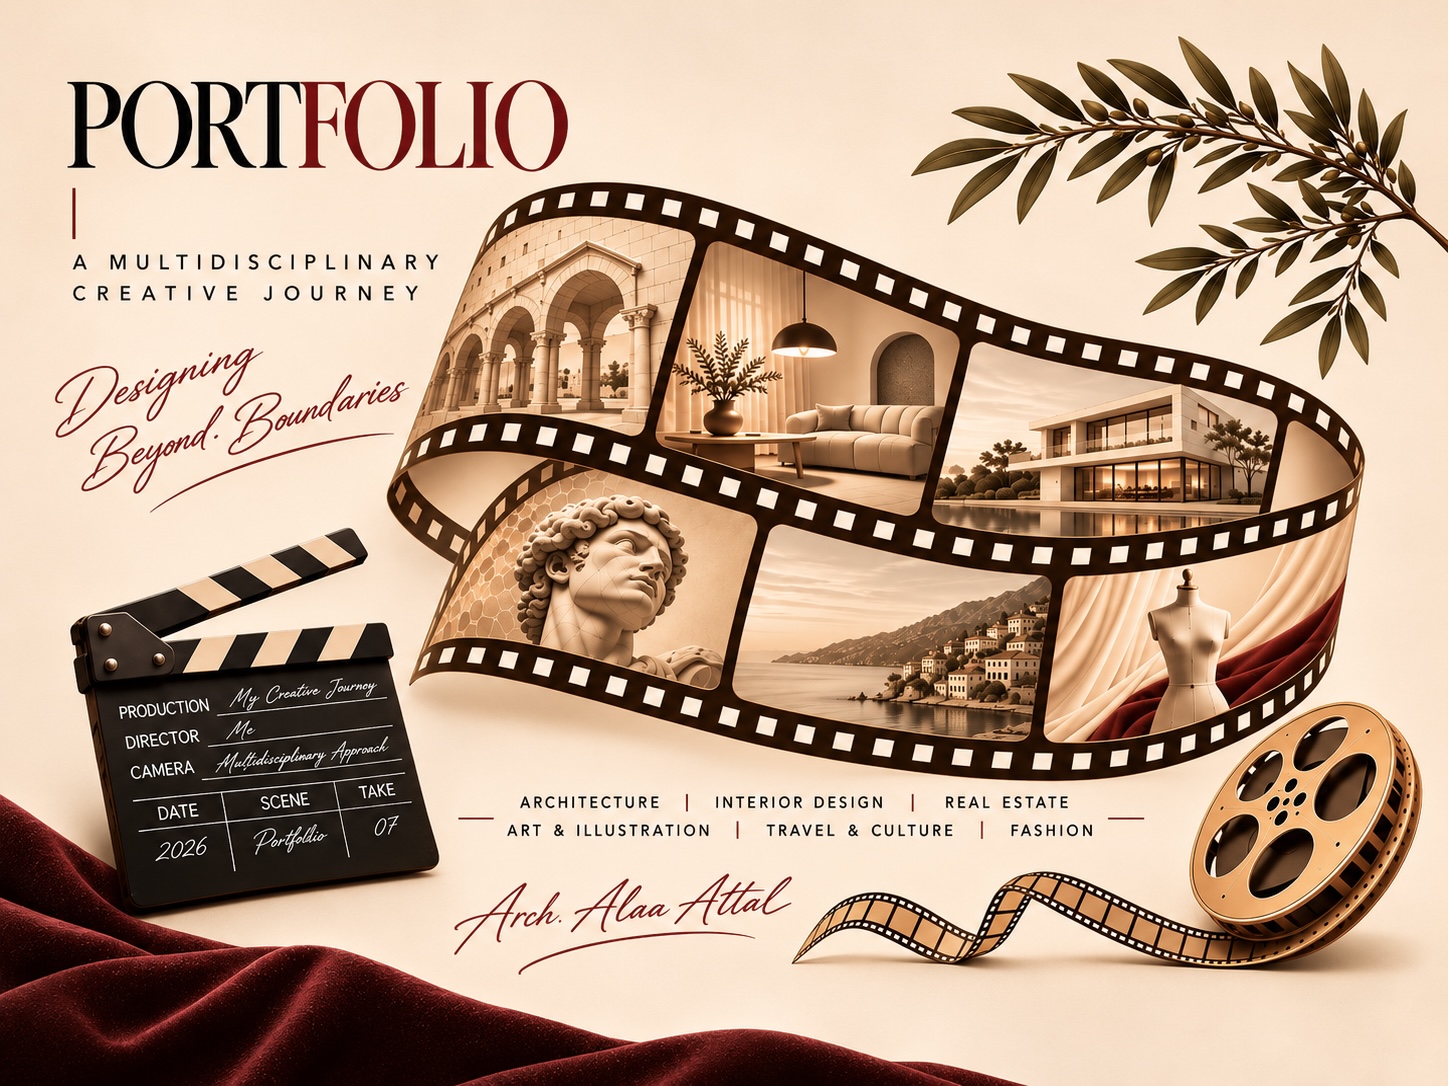 PORTFOLIO
A MULTIDISCIPLINARY
CREATIVE JOURNEY
Designing
Beyond. Boundaries
PRODUCTION My Creative Journey
DIRECTOR Me
CAMERA Multidisciplinary Approach
DATE SCENE TAKE
2026 Portfoldio 07
ARCHITECTURE | INTERIOR DESIGN | REAL ESTATE
ART & ILLUSTRATION | TRAVEL & CULTURE | FASHION
Arch. Alaa Attal